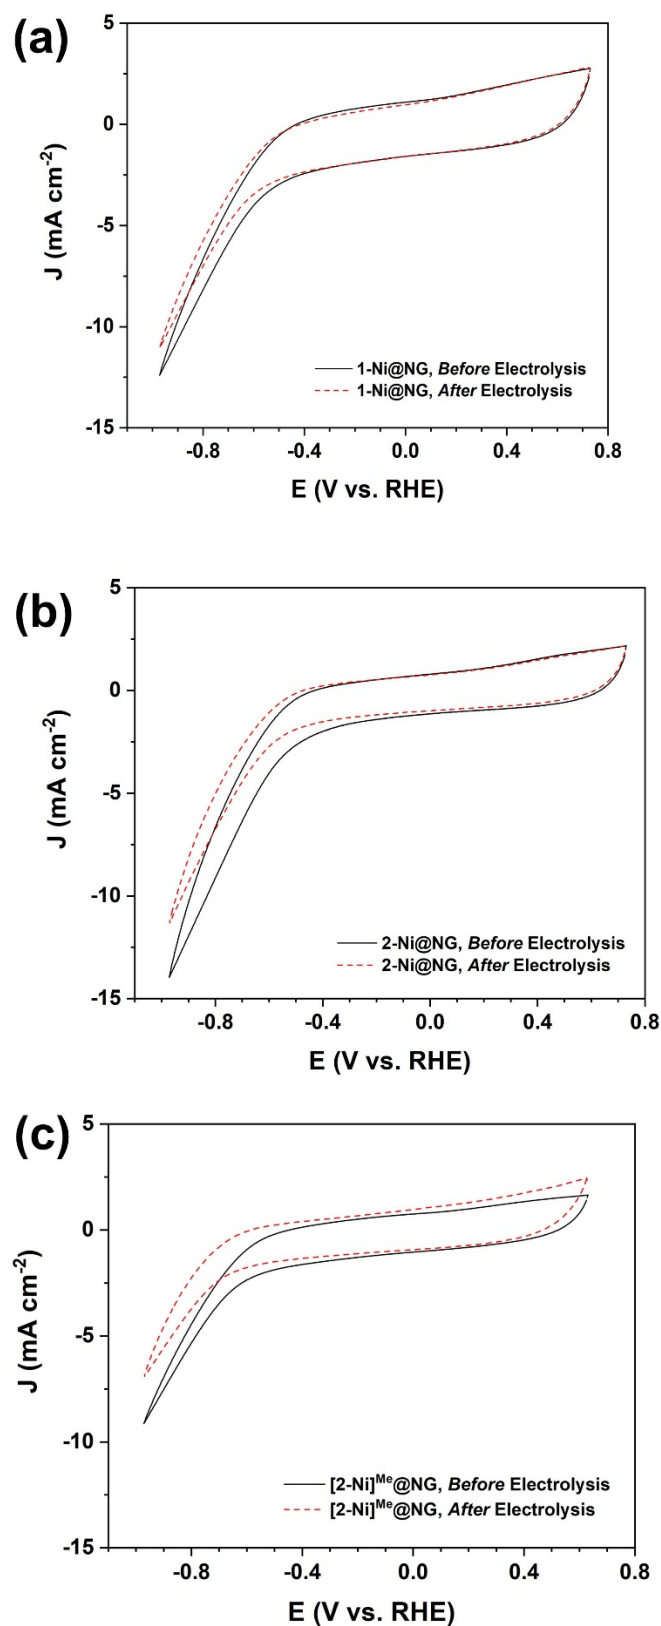 (a)
5
0
-5
-10
-15
J (mA cm-2)
1-Ni@NG, Before Electrolysis
1-Ni@NG, After Electrolysis
-0.8 -0.4 0.0 0.4 0.8
E (V vs. RHE)
(b)
5
0
-5
-10
-15
J (mA cm-2)
2-Ni@NG, Before Electrolysis
2-Ni@NG, After Electrolysis
-0.8 -0.4 0.0 0.4 0.8
E (V vs. RHE)
(c)
5
0
-5
-10
-15
J (mA cm-2)
[2-Ni]Me@NG, Before Electrolysis
[2-Ni]Me@NG, After Electrolysis
-0.8 -0.4 0.0 0.4 0.8
E (V vs. RHE)